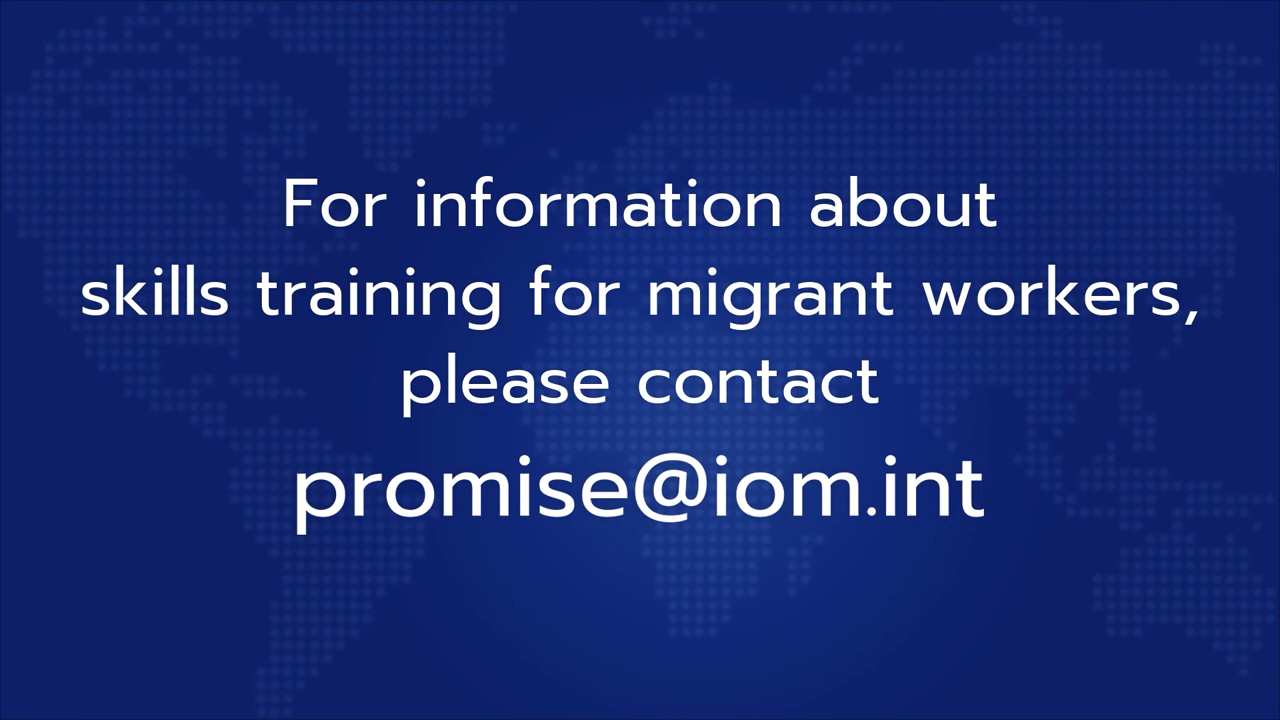 For information about
skills training for migrant workers,
please contact
promise@iom.int